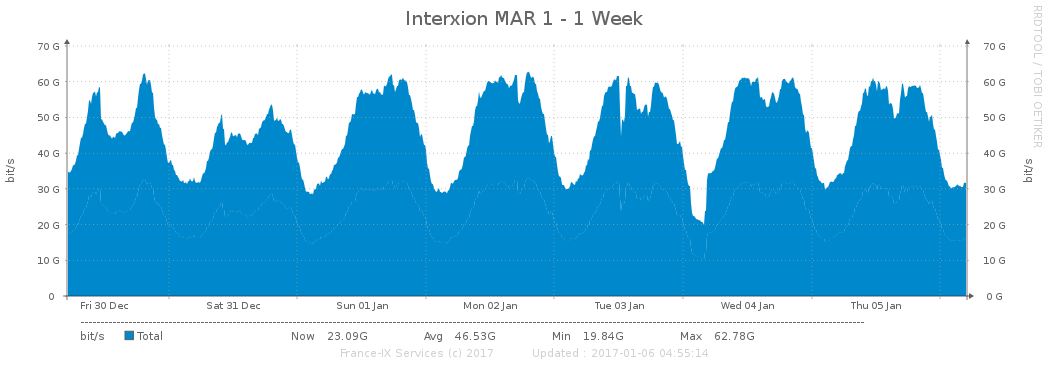 Interxion MAR 1 - 1 Week
RRDTOOL / TOBI OETIKER
70 G 70 G
60 G 60 G
50 G 50 G
40 G 40 G
30 G 30 G
20 G 20 G
10 G 10 G
0 0 G
bit/s bit/s
Fri 30 Dec Sat 31 Dec Sun 01 Jan Mon 02 Jan Tue 03 Jan Wed 04 Jan Thu 05 Jan
bit/s Total Now 23.09G Avg 46.53G Min 19.84G Max 62.78G
France-IX Services (c) 2017 Updated : 2017-01-06 04:55:14